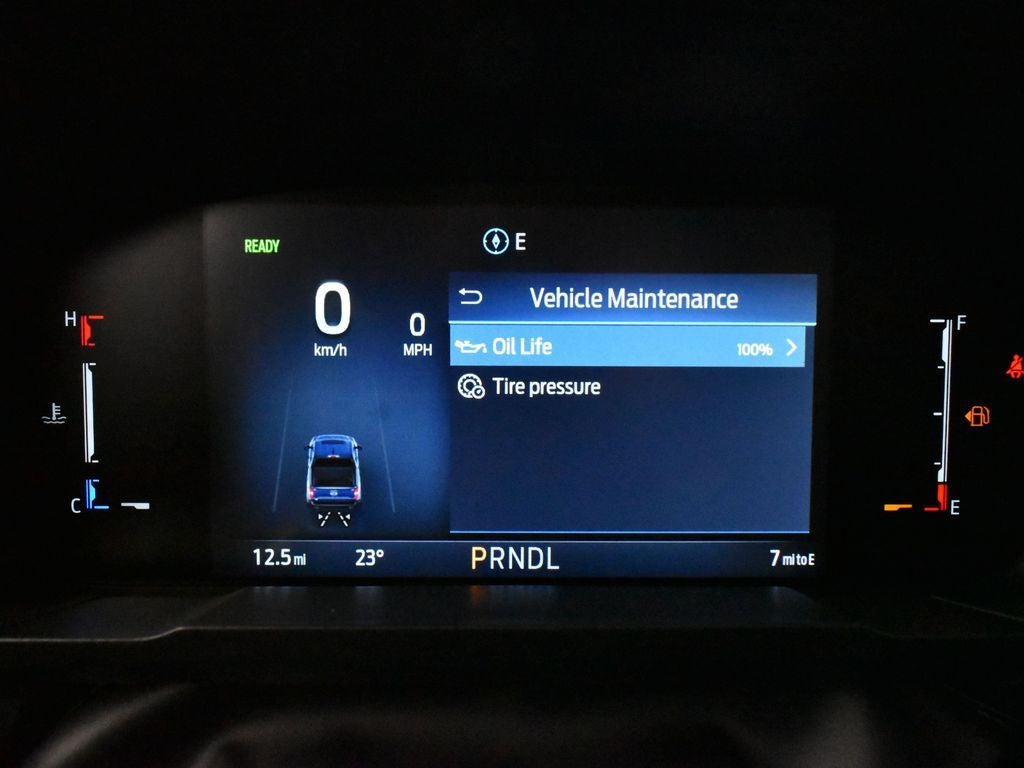 READY
E
0
km/h
0
MPH
Vehicle Maintenance
Oil Life 100%
Tire pressure
H
C
F
E
12.5 mi 23° PRNDL 7 mi to E